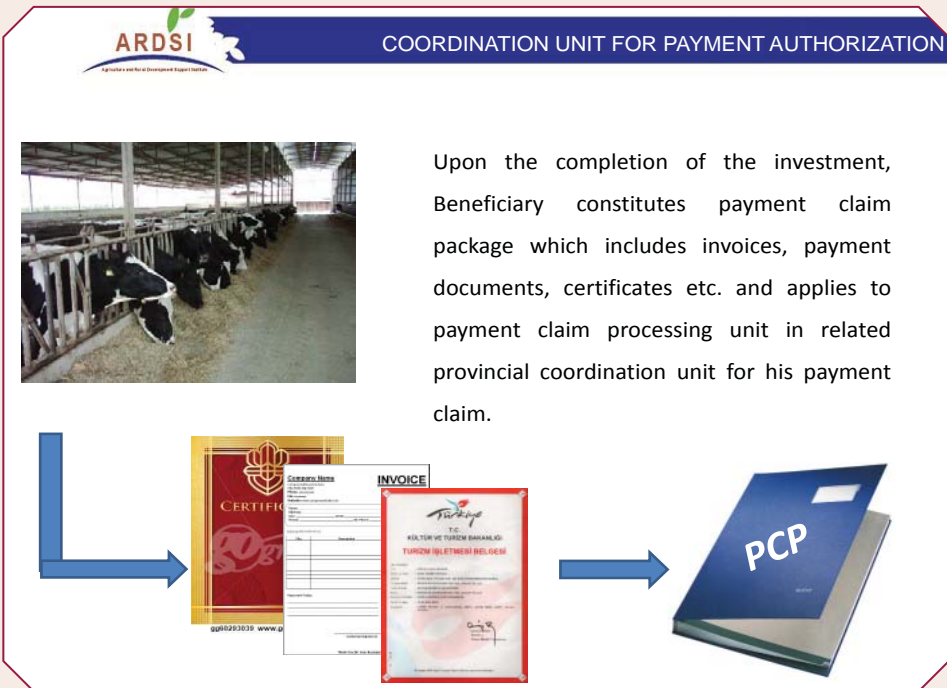 ARDSI
Agriculture and Rural Development Support Institute
COORDINATION UNIT FOR PAYMENT AUTHORIZATION
Upon the completion of the investment,
Beneficiary constitutes payment claim
package which includes invoices, payment
documents, certificates etc. and applies to
payment claim processing unit in related
provincial coordination unit for his payment
claim.
CERTIFIC
gg60293039 www.g
Company Name
INVOICE
Türkiye
T.C.
KÜLTÜR VE TURİZM BAKANLIĞI
TURİZM İŞLETMESİ BELGESİ
PCP